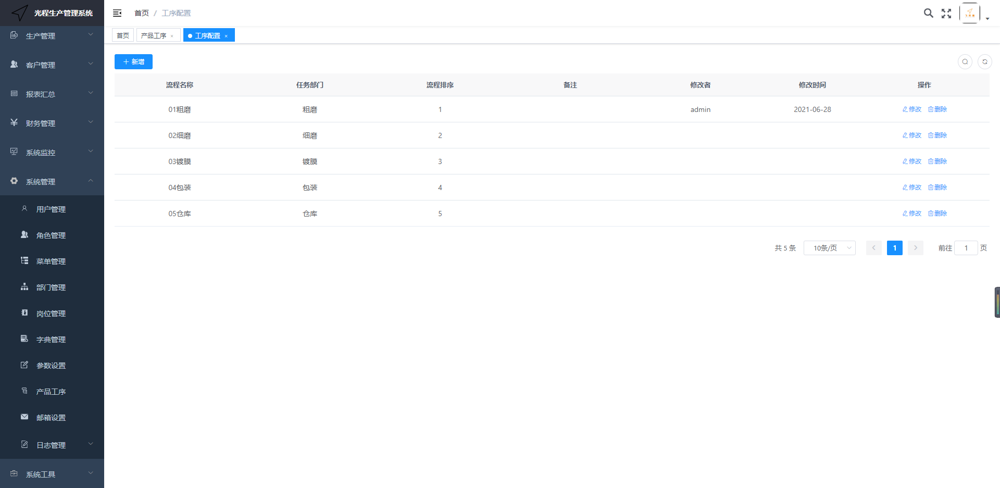 光程生产管理系统
生产管理
客户管理
报表汇总
财务管理
系统监控
系统管理
用户管理
角色管理
菜单管理
部门管理
岗位管理
字典管理
参数设置
产品工序
邮箱设置
日志管理
系统工具
首页 / 工序配置
首页 产品工序 × 工序配置 ×
新增
流程名称 任务部门 流程排序 备注 修改者 修改时间 操作
01粗磨 粗磨 1 admin 2021-06-28 修改 删除
02细磨 细磨 2 修改 删除
03镀膜 镀膜 3 修改 删除
04包装 包装 4 修改 删除
05仓库 仓库 5 修改 删除
共 5 条 10条/页 1 前往 1 页